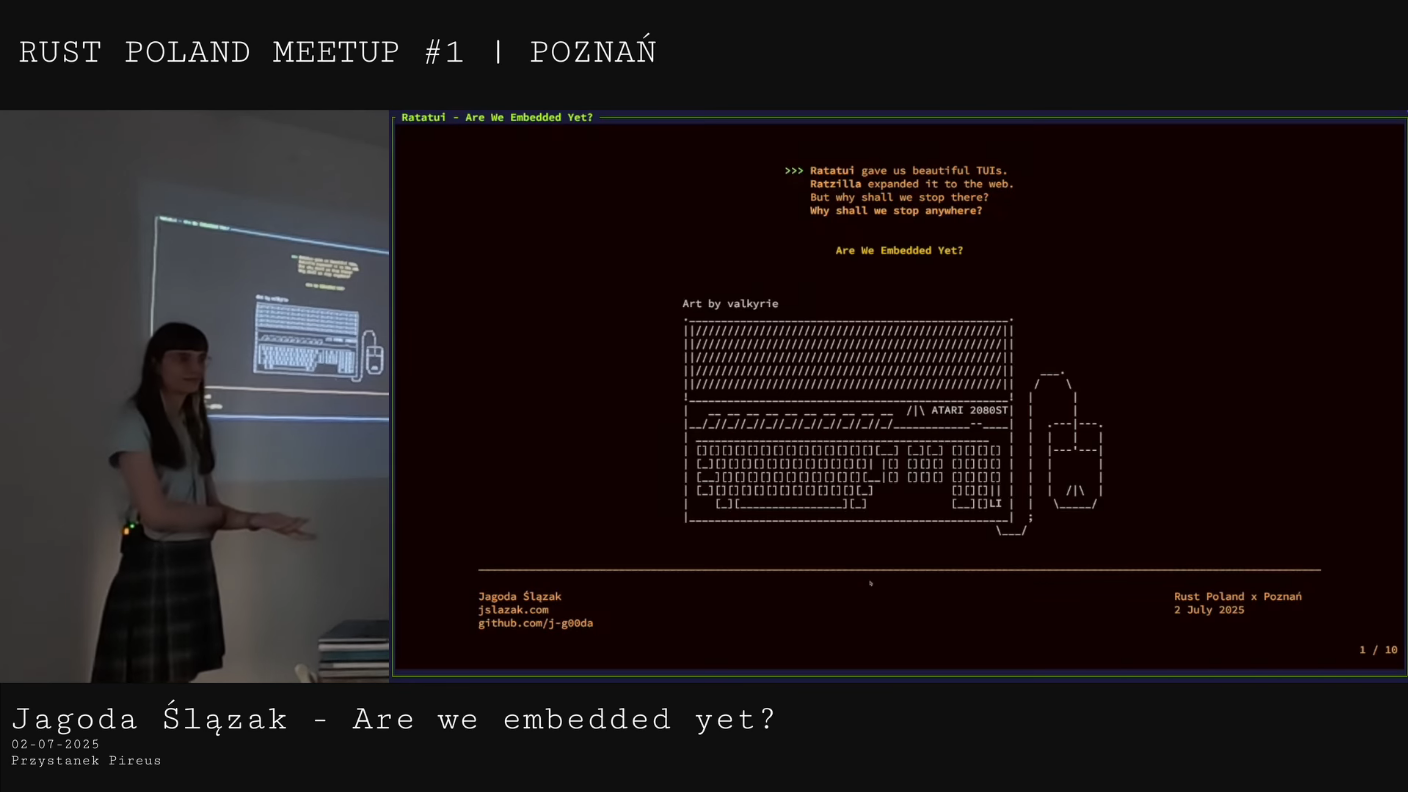 RUST POLAND MEETUP #1 | POZNAŃ
Ratatui - Are We Embedded Yet?
>>> Ratatui gave us beautiful TUIs.
Ratzilla expanded it to the web.
But why shall we stop there?
Why shall we stop anywhere?
Are We Embedded Yet?
Art by valkyrie
/|\ ATARI 2080ST
LI
Jagoda Ślązak
jslazak.com
github.com/j-g00da
Rust Poland x Poznań
2 July 2025
1 / 10
Jagoda Ślązak - Are we embedded yet?
02-07-2025
Przystanek Pireus